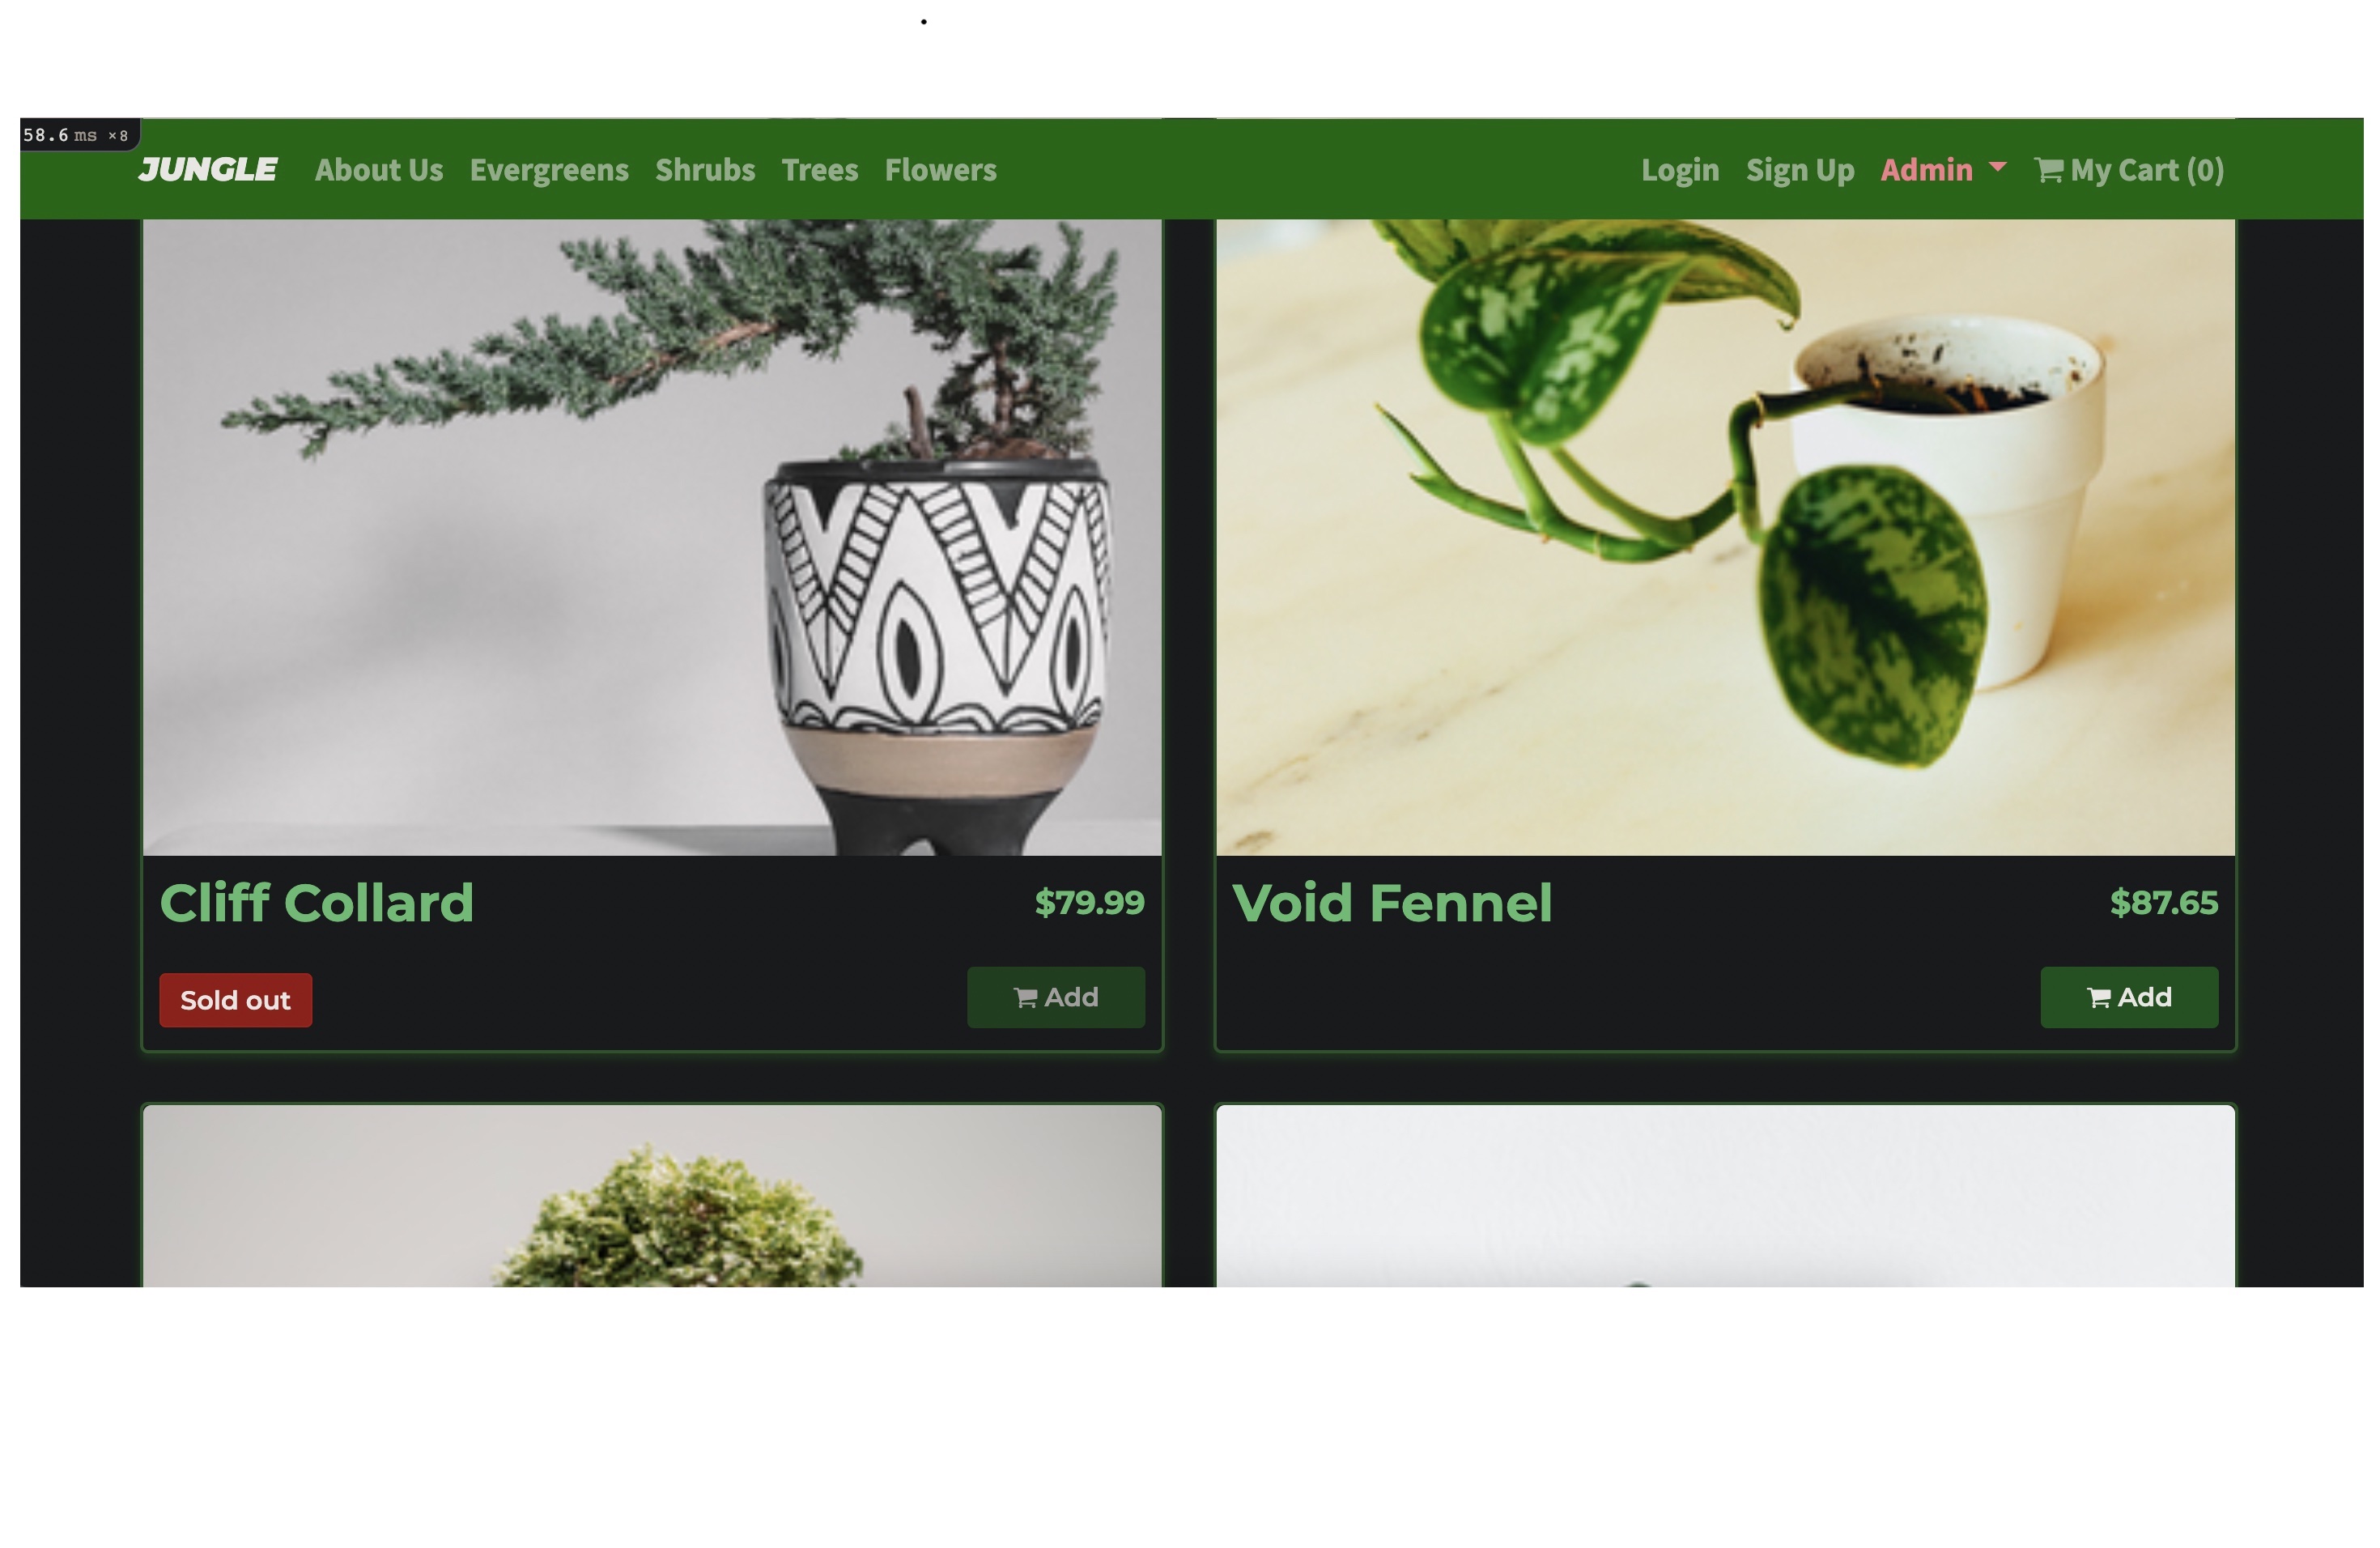 58.6 ms ×8
JUNGLE About Us Evergreens Shrubs Trees Flowers Login Sign Up Admin My Cart (0)
Cliff Collard $79.99
Sold out Add
Void Fennel $87.65
Add